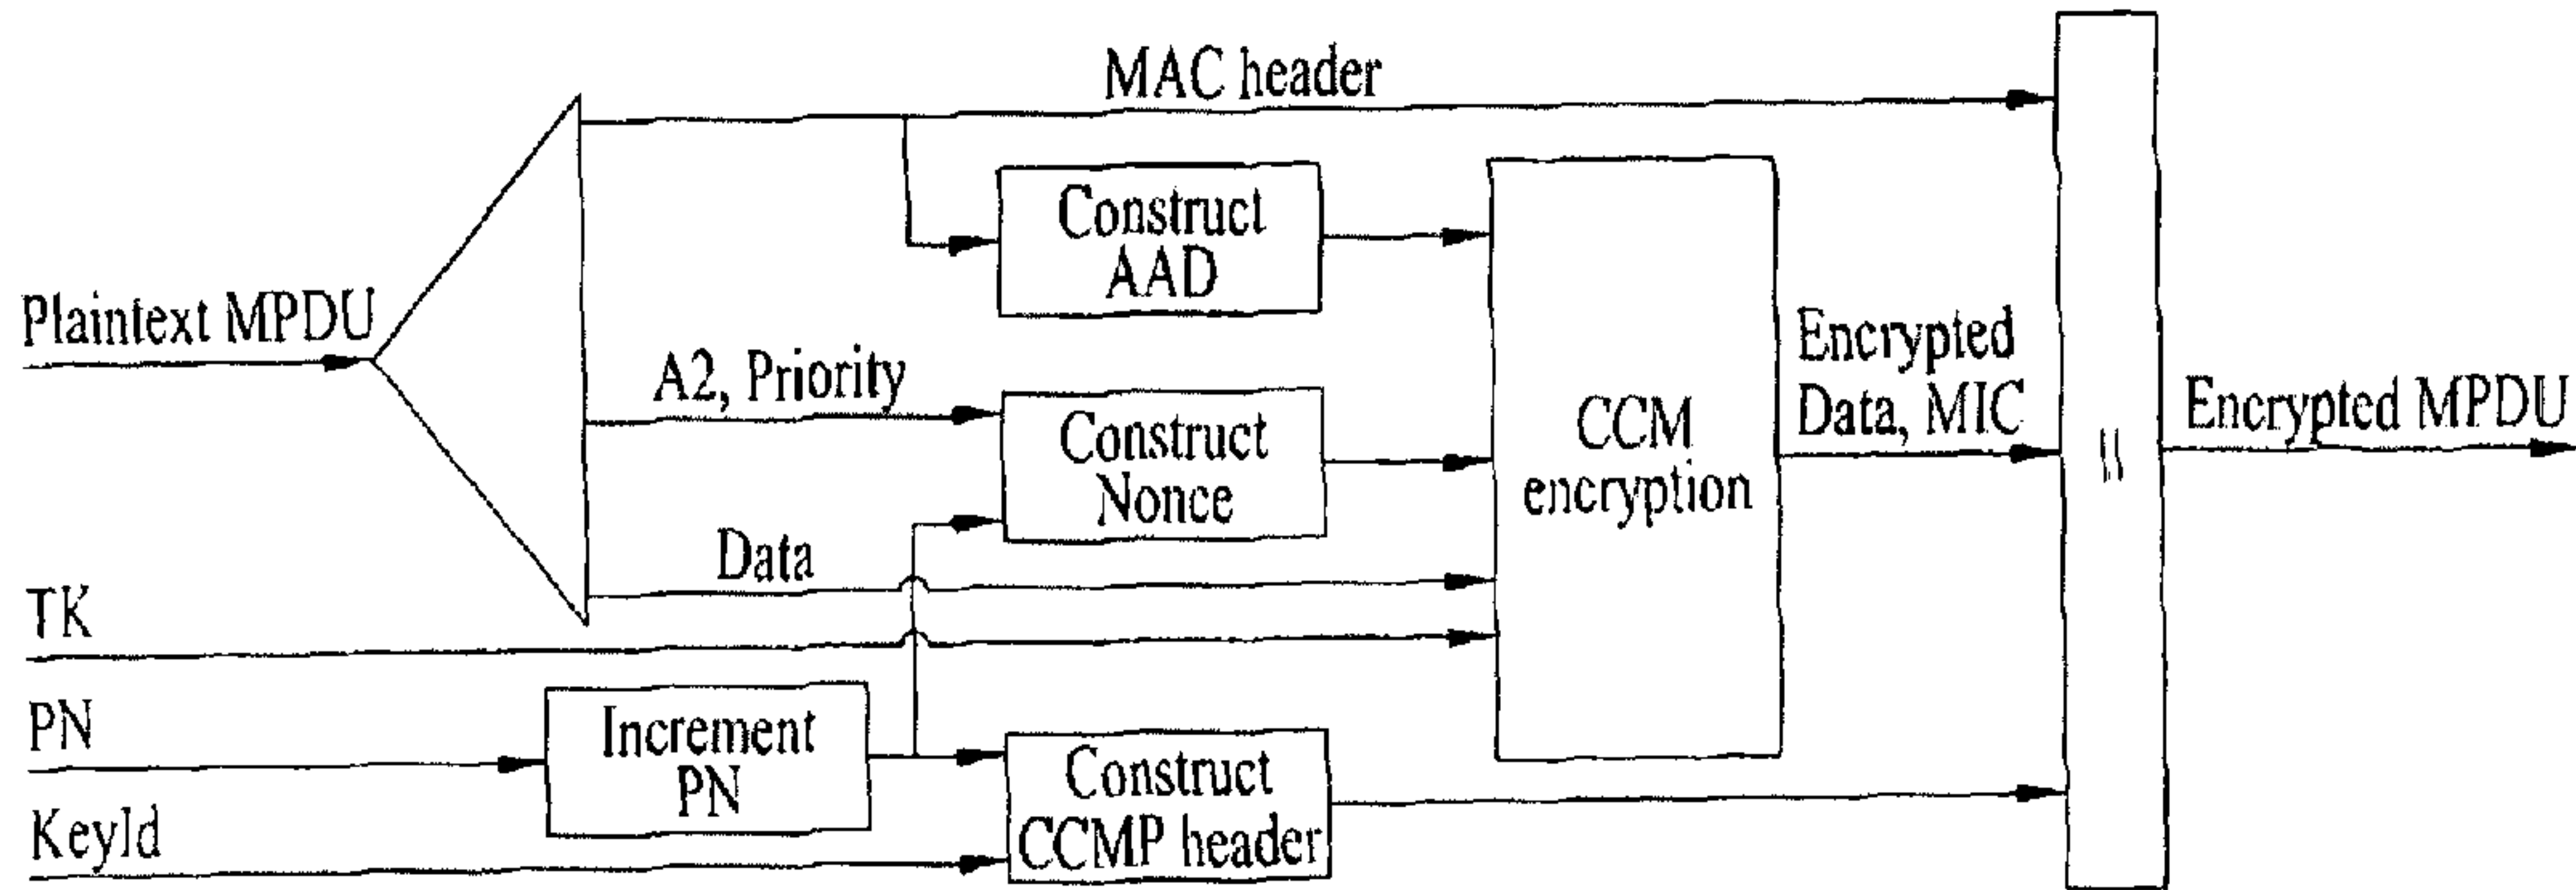 MAC header
Construct
AAD
Plaintext MPDU
A2, Priority
Construct
Nonce
CCM
encryption
Encrypted
Data, MIC
||
Encrypted MPDU
Data
TK
PN
Increment
PN
Construct
CCMP header
KeyId